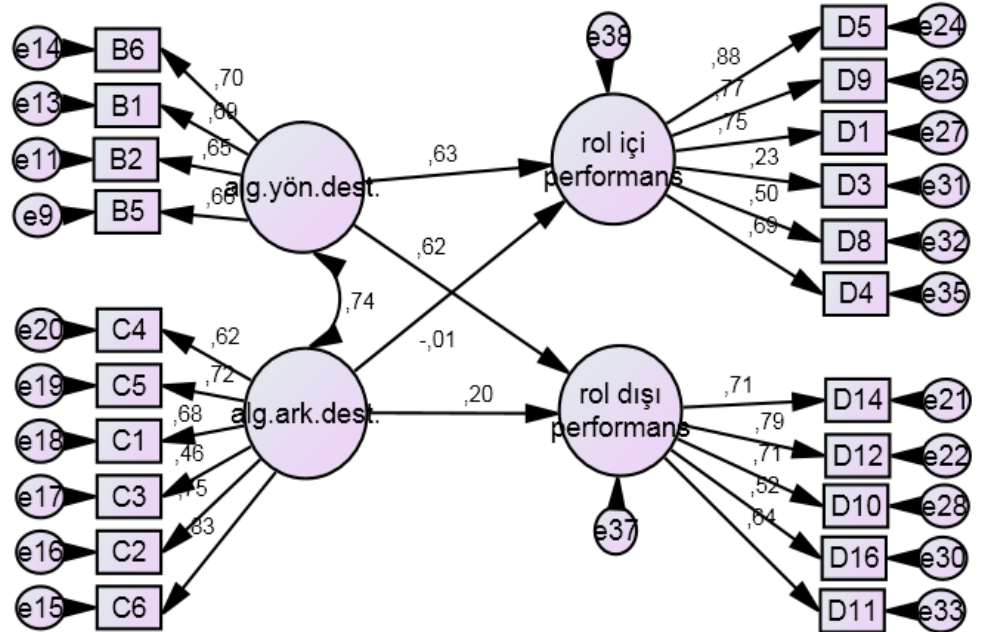 e14
B6
,70
e13
B1
,69
e11
B2
,65
e9
B5
,66
alg.yön.dest.
,63
,62
,74
e38
rol içi
performans
,88
D5
e24
,77
D9
e25
,75
D1
e27
,23
D3
e31
,50
D8
e32
,69
D4
e35
e20
C4
,62
e19
C5
,72
e18
C1
,68
e17
C3
,46
e16
C2
,75
e15
C6
,83
alg.ark.dest.
-,01
,20
rol dışı
performans
e37
,71
D14
e21
,79
D12
e22
,71
D10
e28
,52
D16
e30
,64
D11
e33